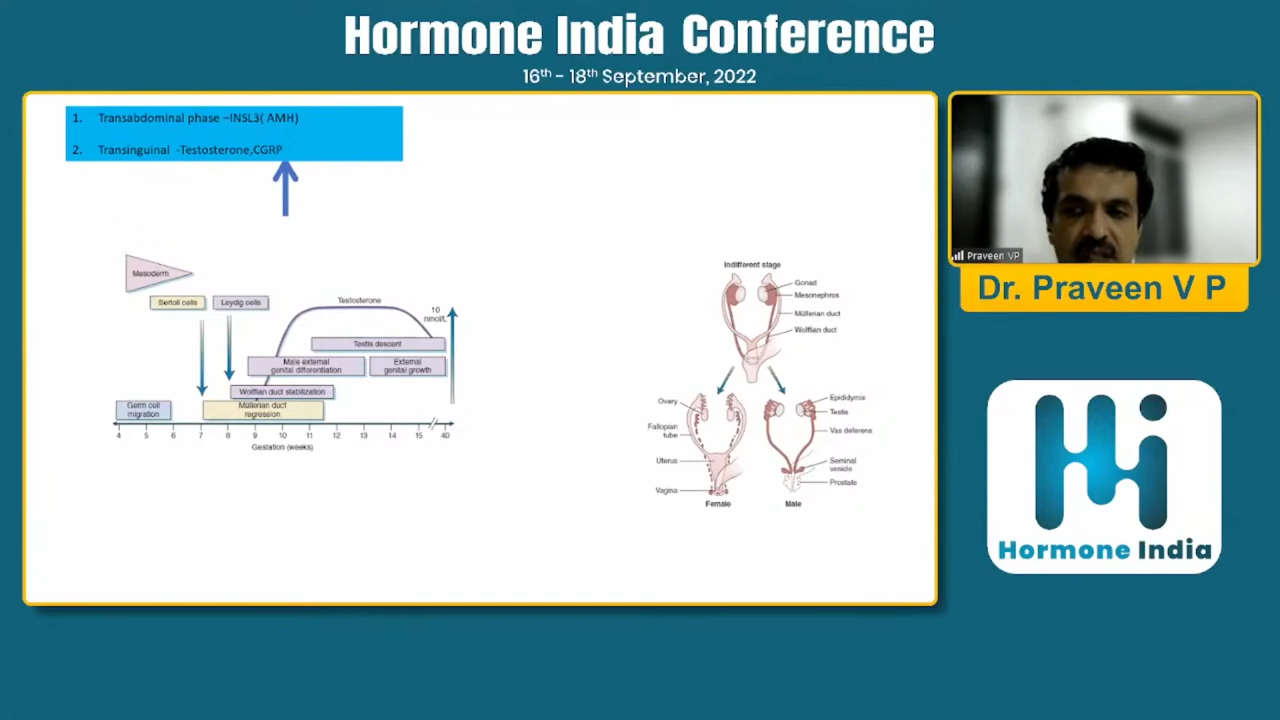 Hormone India Conference
16th - 18th September, 2022
1. Transabdominal phase –INSL3( AMH)
2. Transinguinal -Testosterone,CGRP
Mesoderm
Sertoli cells
Leydig cells
Testosterone
10
nmol/L
Testis descent
Male external
genital differentiation
External
genital growth
Wolffian duct stabilization
Germ cell
migration
Müllerian duct
regression
4 5 6 7 8 9 10 11 12 13 14 15 40
Gestation (weeks)
Indifferent stage
Gonad
Mesonephros
Müllerian duct
Wolffian duct
Ovary
Fallopian
tube
Uterus
Vagina
Female
Epididymis
Testis
Vas deferens
Seminal
vesicle
Prostate
Male
Praveen VP
Dr. Praveen V P
Hormone India